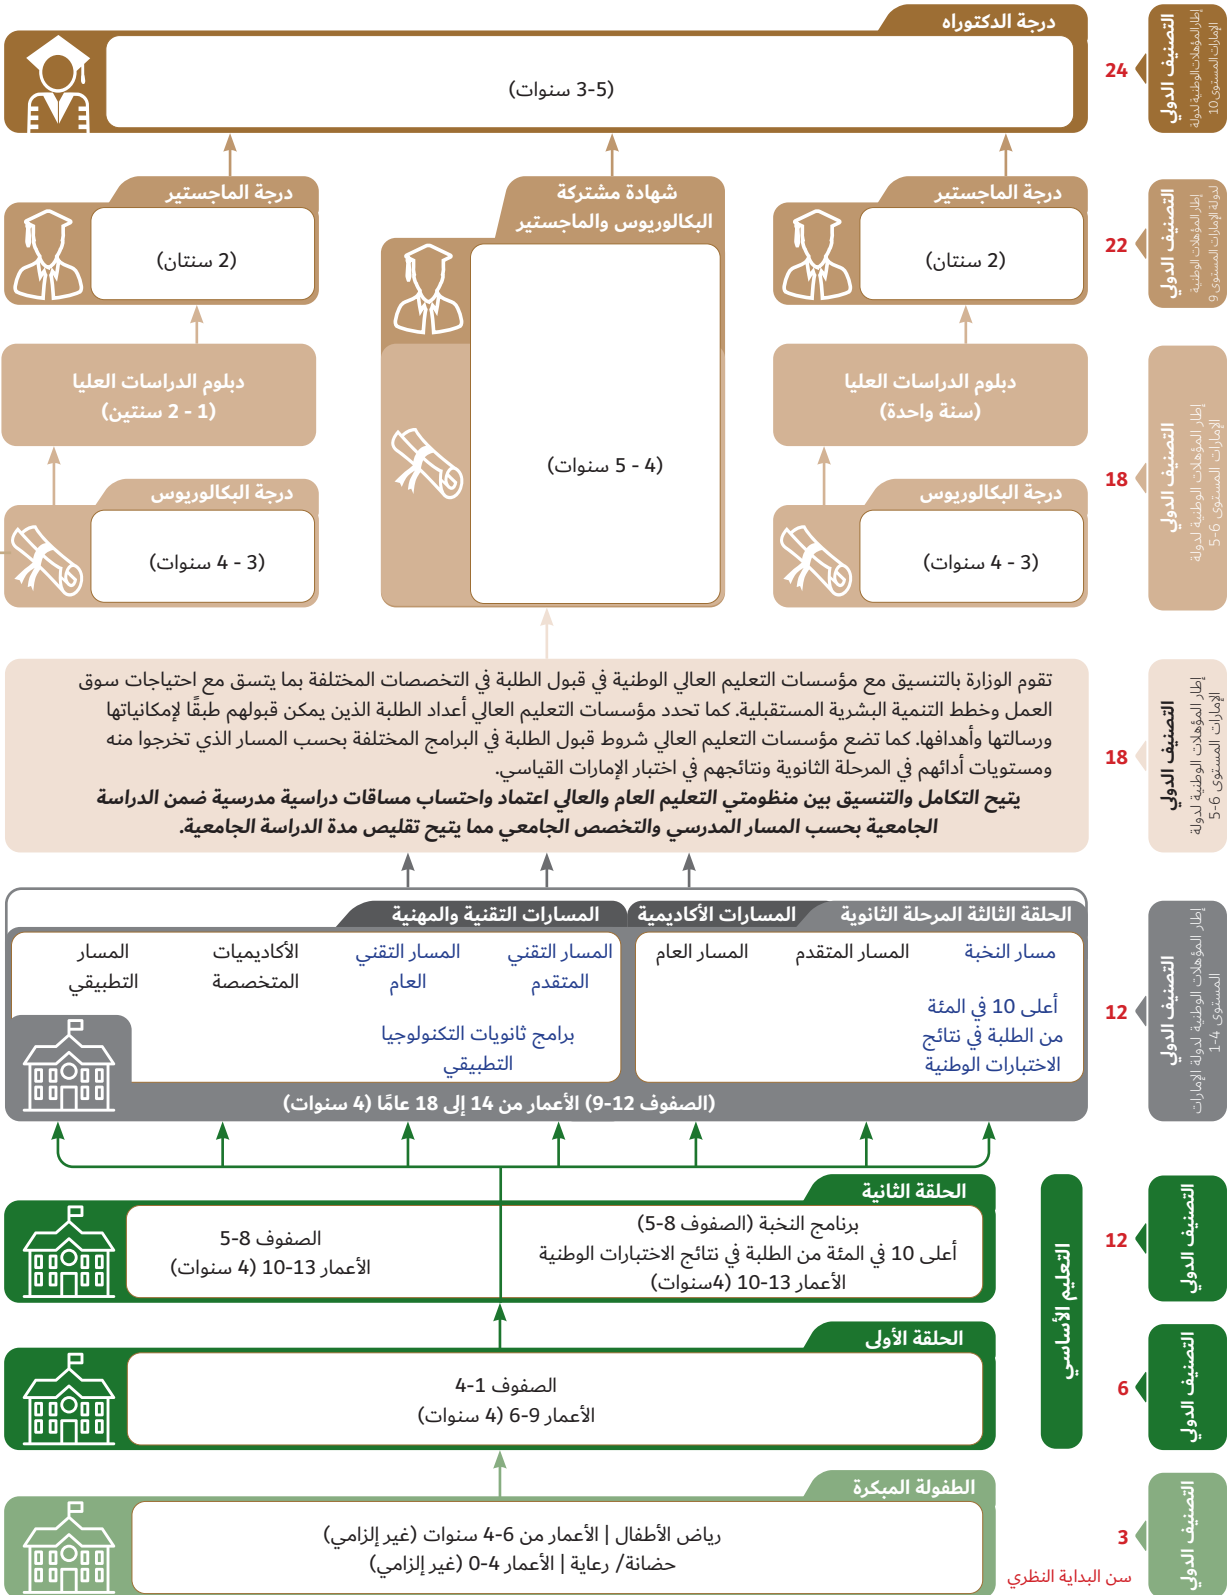 درجة الدكتوراه
(3-5 سنوات)
24
التصنيف الدولي
إطار المؤهلات الوطنية لدولة
الإمارات المستوى 10
درجة الماجستير
(2 سنتان)
شهادة مشتركة
البكالوريوس والماجستير
(4 - 5 سنوات)
درجة الماجستير
(2 سنتان)
22
التصنيف الدولي
إطار المؤهلات الوطنية
لدولة الإمارات المستوى 9
دبلوم الدراسات العليا
(سنة واحدة)
دبلوم الدراسات العليا
(1 - 2 سنتين)
18
التصنيف الدولي
إطار المؤهلات الوطنية لدولة
الإمارات المستوى 6-5
درجة البكالوريوس
(3 - 4 سنوات)
درجة البكالوريوس
(3 - 4 سنوات)
تقوم الوزارة بالتنسيق مع مؤسسات التعليم العالي الوطنية في قبول الطلبة في التخصصات المختلفة بما يتسق مع احتياجات سوق
العمل وخطط التنمية البشرية المستقبلية. كما تحدد مؤسسات التعليم العالي أعداد الطلبة الذين يمكن قبولهم طبقًا لإمكانياتها
ورسالتها وأهدافها. كما تضع مؤسسات التعليم العالي شروط قبول الطلبة في البرامج المختلفة بحسب المسار الذي تخرجوا منه
ومستويات أدائهم في المرحلة الثانوية ونتائجهم في اختبار الإمارات القياسي.
يتيح التكامل والتنسيق بين منظومتي التعليم العام والعالي اعتماد واحتساب مساقات دراسية مدرسية ضمن الدراسة
الجامعية بحسب المسار المدرسي والتخصص الجامعي مما يتيح تقليص مدة الدراسة الجامعية.
18
التصنيف الدولي
إطار المؤهلات الوطنية لدولة
الإمارات المستوى 6-5
الحلقة الثالثة المرحلة الثانوية
المسارات الأكاديمية
المسارات التقنية والمهنية
مسار النخبة
المسار المتقدم
المسار العام
أعلى 10 في المئة
من الطلبة في نتائج
الاختبارات الوطنية
المسار التقني
المتقدم
المسار التقني
العام
الأكاديميات
المتخصصة
المسار
التطبيقي
برامج ثانويات التكنولوجيا
التطبيقي
(الصفوف 12-9) الأعمار من 14 إلى 18 عامًا (4 سنوات)
12
التصنيف الدولي
إطار المؤهلات الوطنية لدولة الإمارات
المستوى 4-1
الحلقة الثانية
برنامج النخبة (الصفوف 8-5)
أعلى 10 في المئة من الطلبة في نتائج الاختبارات الوطنية
الأعمار 13-10 (4سنوات)
الصفوف 8-5
الأعمار 13-10 (4 سنوات)
التعليم الأساسي
12
التصنيف الدولي
الحلقة الأولى
الصفوف 1-4
الأعمار 9-6 (4 سنوات)
6
التصنيف الدولي
الطفولة المبكرة
رياض الأطفال | الأعمار من 6-4 سنوات (غير إلزامي)
حضانة/ رعاية | الأعمار 4-0 (غير إلزامي)
3
سن البداية النظري
التصنيف الدولي